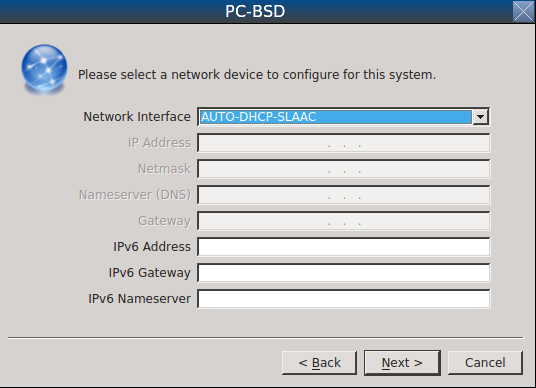 PC-BSD
Please select a network device to configure for this system.
Network Interface AUTO-DHCP-SLAAC
IP Address . . .
Netmask . . .
Nameserver (DNS) . . .
Gateway . . .
IPv6 Address
IPv6 Gateway
IPv6 Nameserver
< Back Next > Cancel